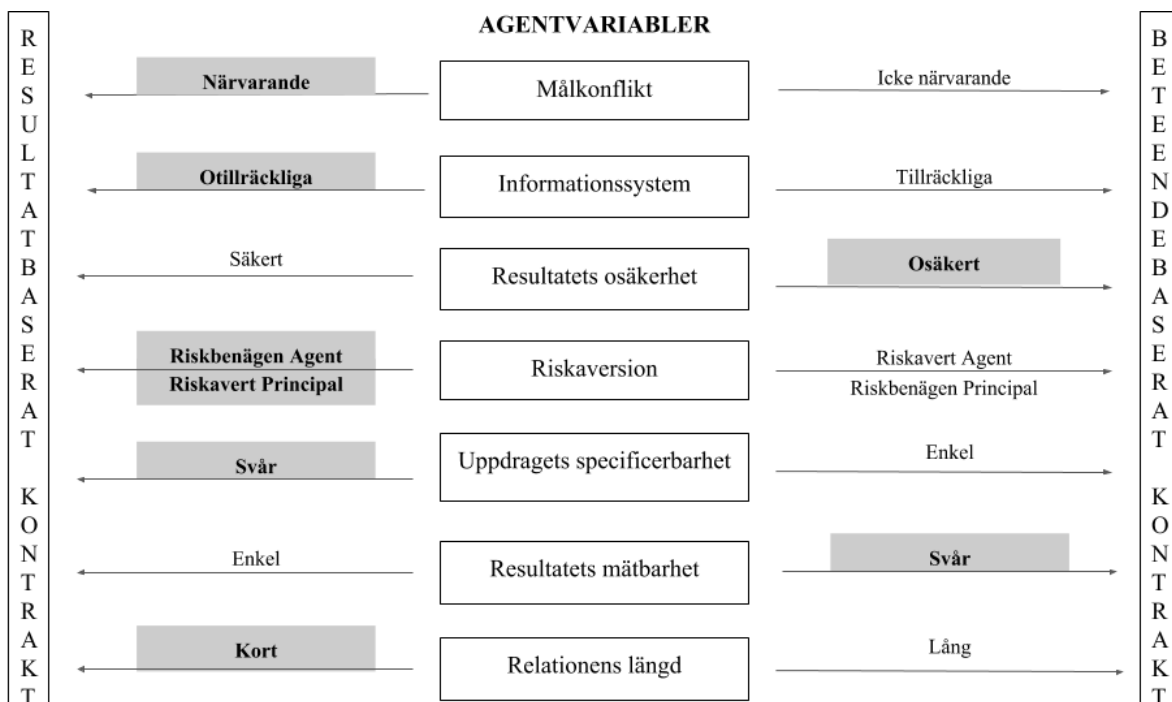 AGENTVARIABLER
RESULTATBASERAT KONTRAKT
Närvarande
Målkonflikt
Icke närvarande
Otillräckliga
Informationssystem
Tillräckliga
Säkert
Resultatets osäkerhet
Osäkert
Riskbenägen Agent
Riskavert Principal
Riskaversion
Riskavert Agent
Riskbenägen Principal
Svår
Uppdragets specificerbarhet
Enkel
Enkel
Resultatets mätbarhet
Svår
Kort
Relationens längd
Lång
BETEENDEBASERAT KONTRAKT